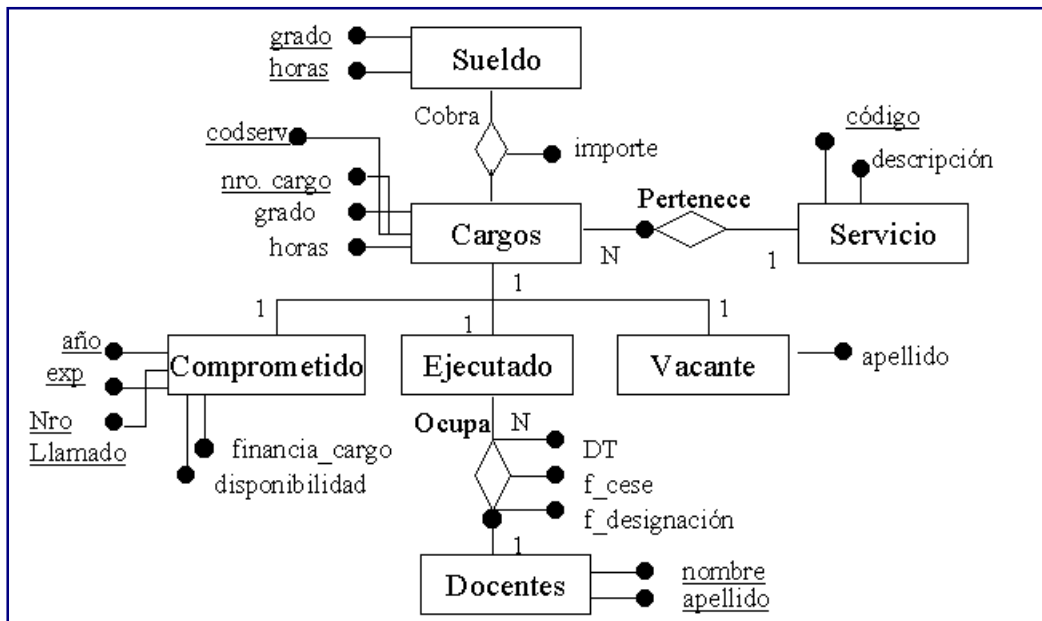 grado
horas
Sueldo
Cobra
importe
codserv
nro. cargo
grado
horas
Cargos
N
Pertenece
1
código
descripción
Servicio
1
1
1
1
año
exp
Nro
Llamado
Comprometido
financia_cargo
disponibilidad
Ejecutado
Vacante
apellido
Ocupa
N
DT
f_cese
f_designación
1
Docentes
nombre
apellido